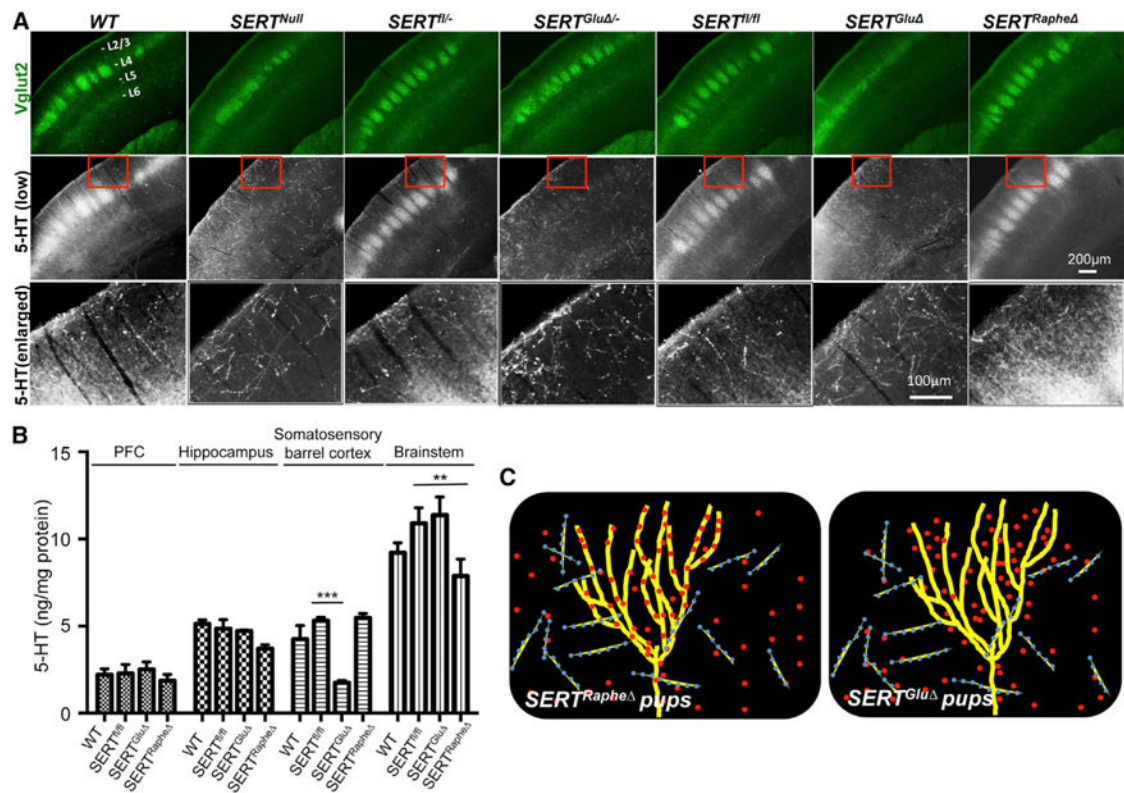 A
WT SERTNull SERTfl/- SERTGluΔ/- SERTfl/fl SERTGluΔ SERTRapheΔ
Vglut2
- L2/3
- L4
- L5
- L6
5-HT (low)
200μm
5-HT(enlarged)
100μm
B
PFC Hippocampus Somatosensory barrel cortex Brainstem
5-HT (ng/mg protein)
15
10
5
0
*** **
WT SERTfl/fl SERTGluΔ SERTRapheΔ WT SERTfl/fl SERTGluΔ SERTRapheΔ WT SERTfl/fl SERTGluΔ SERTRapheΔ WT SERTfl/fl SERTGluΔ SERTRapheΔ
C
SERTRapheΔ pups
SERTGluΔ pups